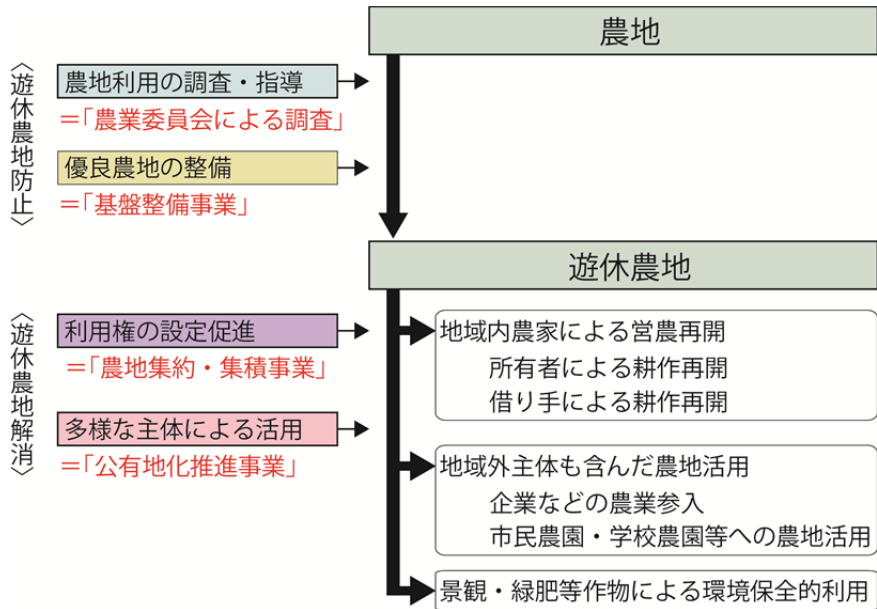 農地
〈遊休農地防止〉
農地利用の調査・指導
＝「農業委員会による調査」
優良農地の整備
＝「基盤整備事業」
遊休農地
〈遊休農地解消〉
利用権の設定促進
＝「農地集約・集積事業」
多様な主体による活用
＝「公有地化推進事業」
地域内農家による営農再開
所有者による耕作再開
借り手による耕作再開
地域外主体も含んだ農地活用
企業などの農業参入
市民農園・学校農園等への農地活用
景観・緑肥等作物による環境保全的利用